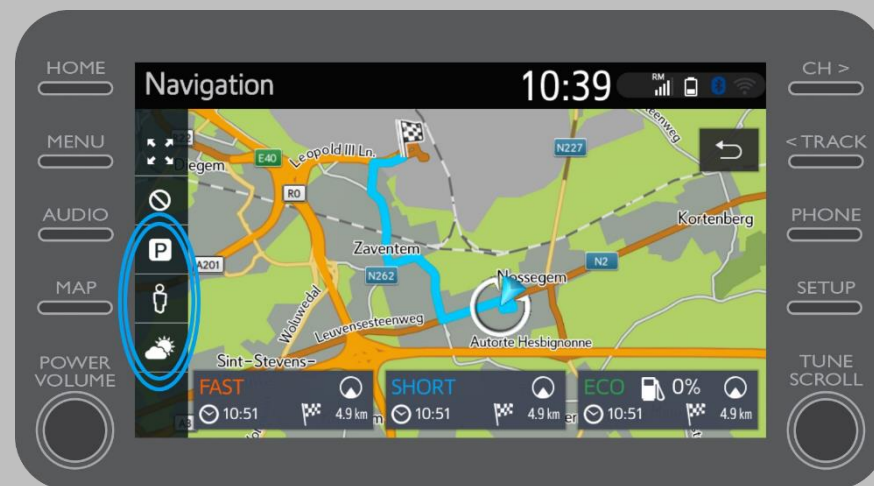 HOME
MENU
AUDIO
MAP
POWER
VOLUME
Navigation
10:39
RM
CH >
< TRACK
PHONE
SETUP
TUNE
SCROLL
Leopold III Ln.
E40
N227
Diegem
R0
P
Kortenberg
A201
Zaventem
N262
N2
Nossegem
Woluwedal
Leuvensesteenweg
Autorte Hesbignonne
Sint-Stevens-
FAST
10:51
4.9 km
SHORT
10:51
4.9 km
ECO
0%
10:51
4.9 km
A3